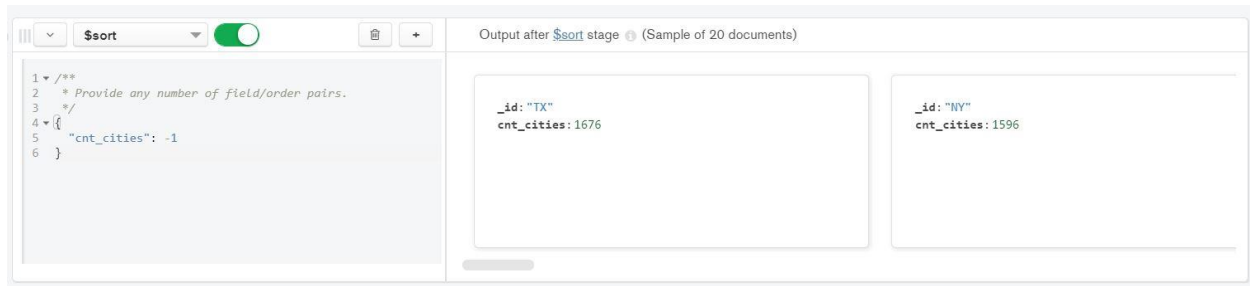 $sort
+
Output after $sort stage (Sample of 20 documents)
1 /**
2  * Provide any number of field/order pairs.
3  */
4 {
5   "cnt_cities": -1
6 }
_id:"TX"
cnt_cities:1676
_id:"NY"
cnt_cities:1596